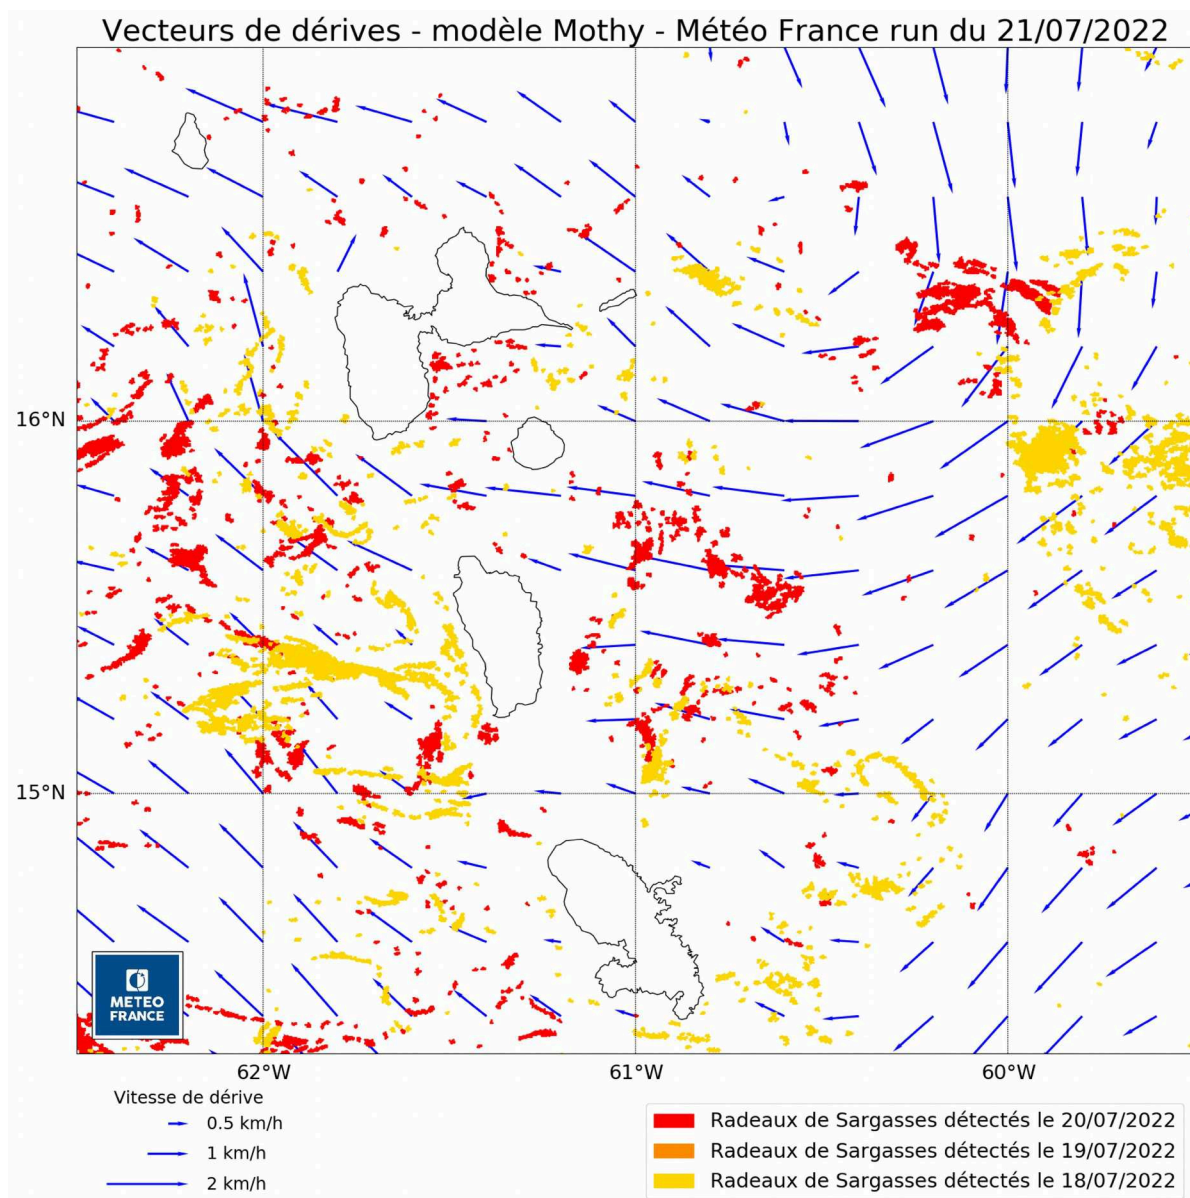 Vecteurs de dérives - modèle Mothy - Météo France run du 21/07/2022
16°N
15°N
METEO
FRANCE
62°W
61°W
60°W
Vitesse de dérive
0.5 km/h
1 km/h
2 km/h
Radeaux de Sargasses détectés le 20/07/2022
Radeaux de Sargasses détectés le 19/07/2022
Radeaux de Sargasses détectés le 18/07/2022